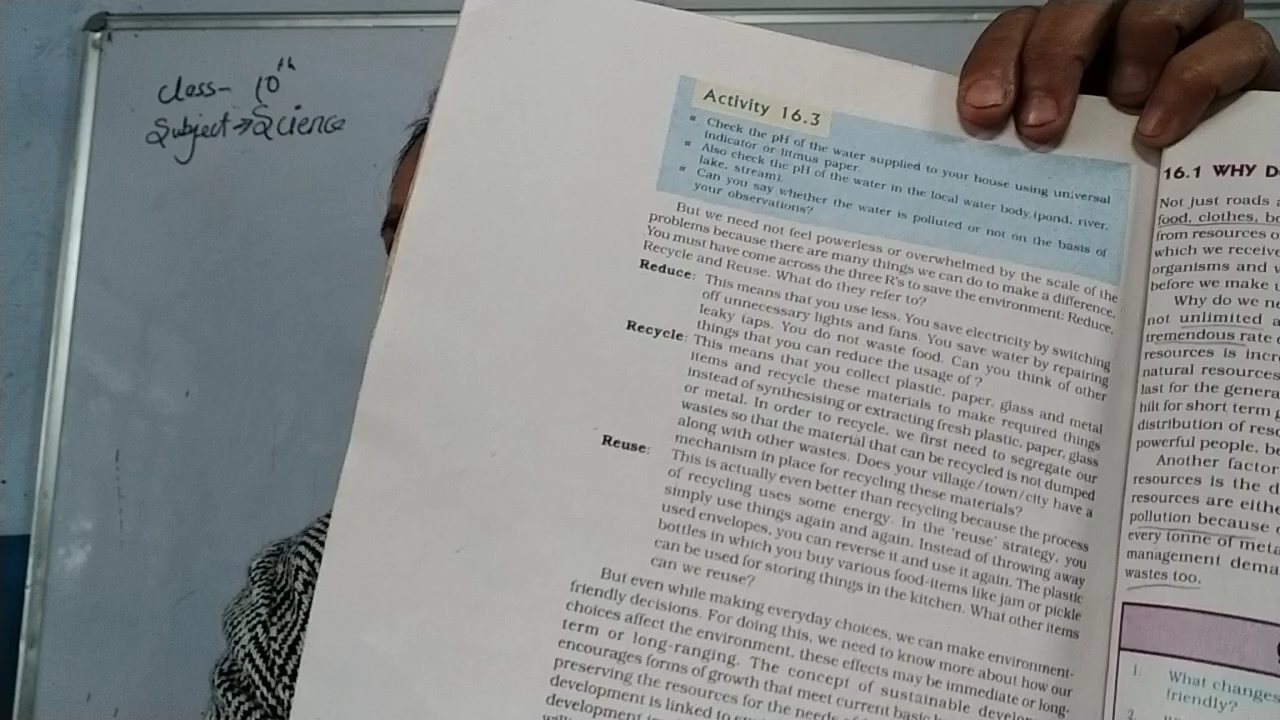 Class- 10th
Subject→Science
Activity 16.3
Check the pH of the water supplied to your house using universal
indicator or litmus paper.
Also check the pH of the water in the local water body (pond, river,
lake, stream).
Can you say whether the water is polluted or not on the basis of
your observations?
But we need not feel powerless or overwhelmed by the scale of the
problems because there are many things we can do to make a difference.
You must have come across the three R's to save the environment: Reduce,
Recycle and Reuse. What do they refer to?
Reduce: This means that you use less. You save electricity by switching
off unnecessary lights and fans. You save water by repairing
leaky taps. You do not waste food. Can you think of other
things that you can reduce the usage of ?
Recycle: This means that you collect plastic, paper, glass and metal
items and recycle these materials to make required things
instead of synthesising or extracting fresh plastic, paper, glass
or metal. In order to recycle, we first need to segregate our
wastes so that the material that can be recycled is not dumped
along with other wastes. Does your village/town/city have a
mechanism in place for recycling these materials?
Reuse: This is actually even better than recycling because the process
of recycling uses some energy. In the 'reuse' strategy, you
simply use things again and again. Instead of throwing away
used envelopes, you can reverse it and use it again. The plastic
bottles in which you buy various food-items like jam or pickle
can be used for storing things in the kitchen. What other items
can we reuse?
But even while making everyday choices, we can make environment-
friendly decisions. For doing this, we need to know more about how our
choices affect the environment, these effects may be immediate or long-
term or long-ranging. The concept of sustainable
encourages forms of growth that meet current basic
preserving the resources for the needs
development is linked to
development
16.1 WHY
Not just roads
food, clothes,
from resources
which we receive
organisms and
before we make
Why do we
not unlimited
tremendous rate
resources is
natural resources
last for the
hilt for short term
distribution of
powerful people,
Another factor
resources is the
resources are
pollution because
every tonne of
management
wastes too.
1. What changes
friendly?
2.